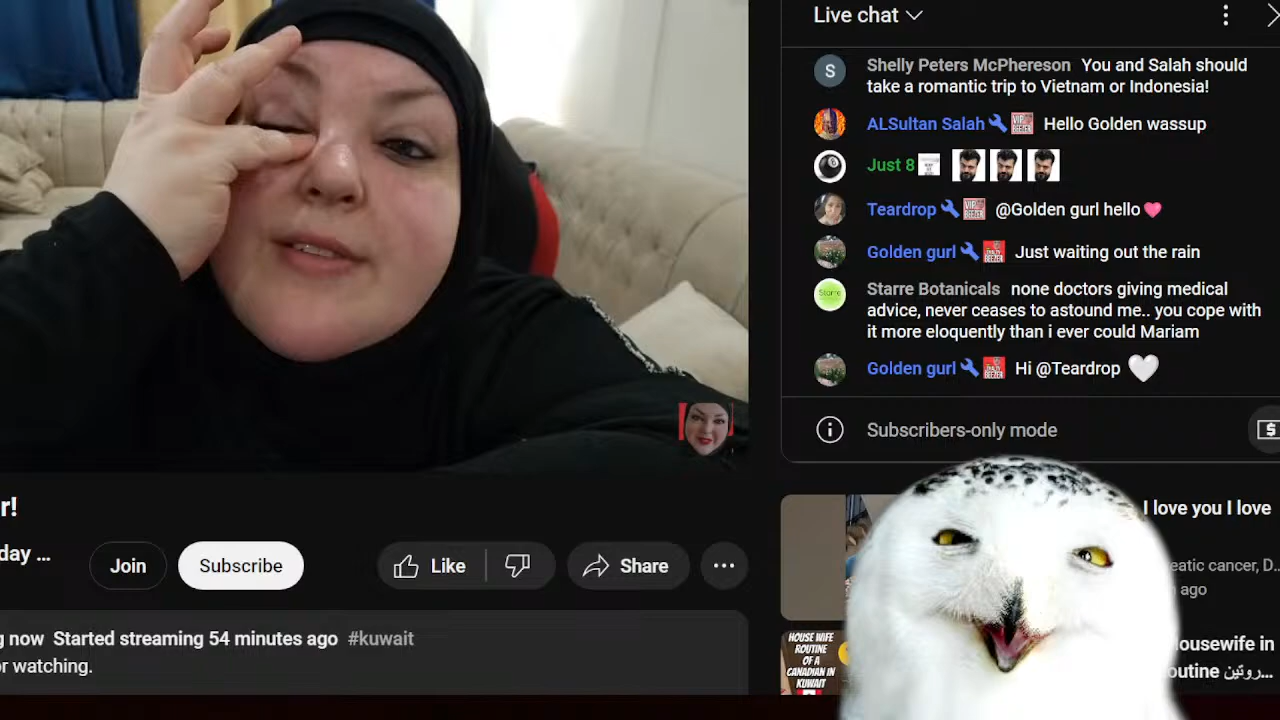 Live chat
S
Shelly Peters McPhereson You and Salah should
take a romantic trip to Vietnam or Indonesia!
ALSultan Salah Hello Golden wassup
Just 8
Teardrop @Golden gurl hello
Golden gurl Just waiting out the rain
Starre Botanicals none doctors giving medical
advice, never ceases to astound me.. you cope with
it more eloquently than i ever could Mariam
Starre
Golden gurl Hi @Teardrop
Subscribers-only mode
$
r!
day ...
Join
Subscribe
Like
Share
g now Started streaming 54 minutes ago #kuwait
or watching.
I love you I love
eatic cancer, D...
ago
HOUSE WIFE
ROUTINE
OF A
CANADIAN IN
KUWAIT
ousewife in
outine روتين...